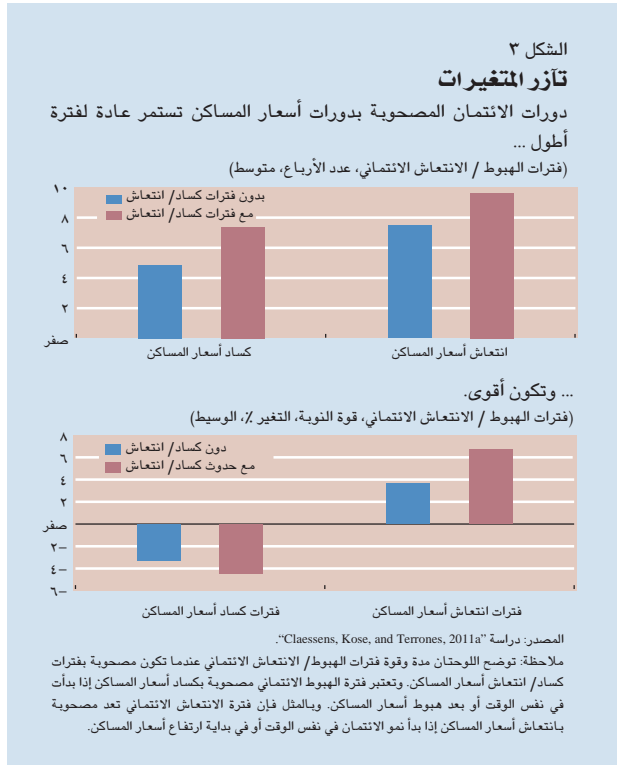 الشكل ٣
تآزر المتغيرات
دورات الائتمان المصحوبة بدورات أسعار المساكن تستمر عادة لفترة
أطول ...
(فترات الهبوط / الانتعاش الائتماني، عدد الأرباع، متوسط)
١٠
٨
٦
٤
٢
صفر
بدون فترات كساد/ انتعاش
مع فترات كساد/ انتعاش
كساد أسعار المساكن
انتعاش أسعار المساكن
... وتكون أقوى.
(فترات الهبوط / الانتعاش الائتماني، قوة النوبة، التغير ٪، الوسيط)
٨
٦
٤
٢
صفر
٢–
٤–
٦–
دون كساد/ انتعاش
مع حدوث كساد/ انتعاش
فترات كساد أسعار المساكن
فترات انتعاش أسعار المساكن
المصدر: دراسة “Claessens, Kose, and Terrones, 2011a”.
ملاحظة: توضح اللوحتان مدة وقوة فترات الهبوط/ الانتعاش الائتماني عندما تكون مصحوبة بفترات
كساد/ انتعاش أسعار المساكن. وتعتبر فترة الهبوط الائتماني مصحوبة بكساد أسعار المساكن إذا بدأت
في نفس الوقت أو بعد هبوط أسعار المساكن. وبالمثل فإن فترة الانتعاش الائتماني تعد مصحوبة
بانتعاش أسعار المساكن إذا بدأ نمو الائتمان في نفس الوقت أو في بداية ارتفاع أسعار المساكن.